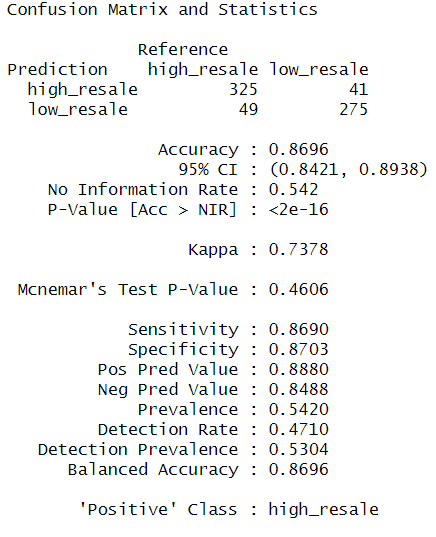 Confusion Matrix and Statistics
Reference
Prediction high_resale low_resale
high_resale 325 41
low_resale 49 275
Accuracy : 0.8696
95% CI : (0.8421, 0.8938)
No Information Rate : 0.542
P-Value [Acc > NIR] : <2e-16
Kappa : 0.7378
Mcnemar's Test P-Value : 0.4606
Sensitivity : 0.8690
Specificity : 0.8703
Pos Pred Value : 0.8880
Neg Pred Value : 0.8488
Prevalence : 0.5420
Detection Rate : 0.4710
Detection Prevalence : 0.5304
Balanced Accuracy : 0.8696
'Positive' Class : high_resale